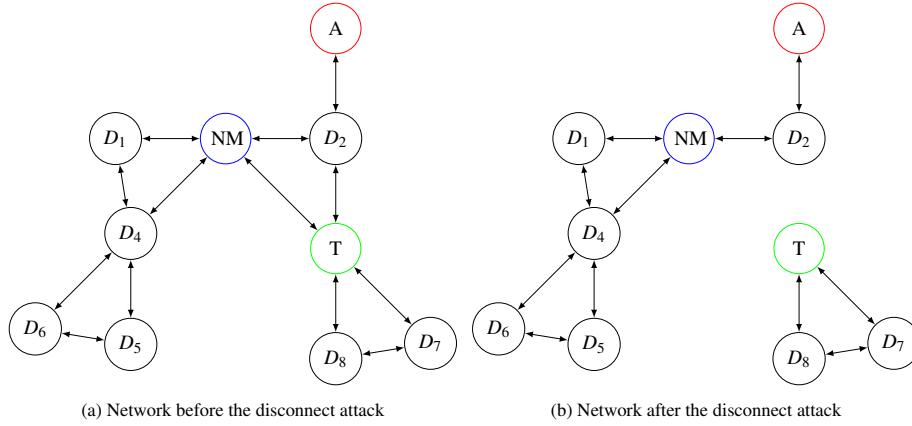 A
A
D₁
NM
D₂
D₁
NM
D₂
D₄
T
D₄
T
D₆
D₅
D₈
D₇
D₆
D₅
D₈
D₇
(a) Network before the disconnect attack
(b) Network after the disconnect attack